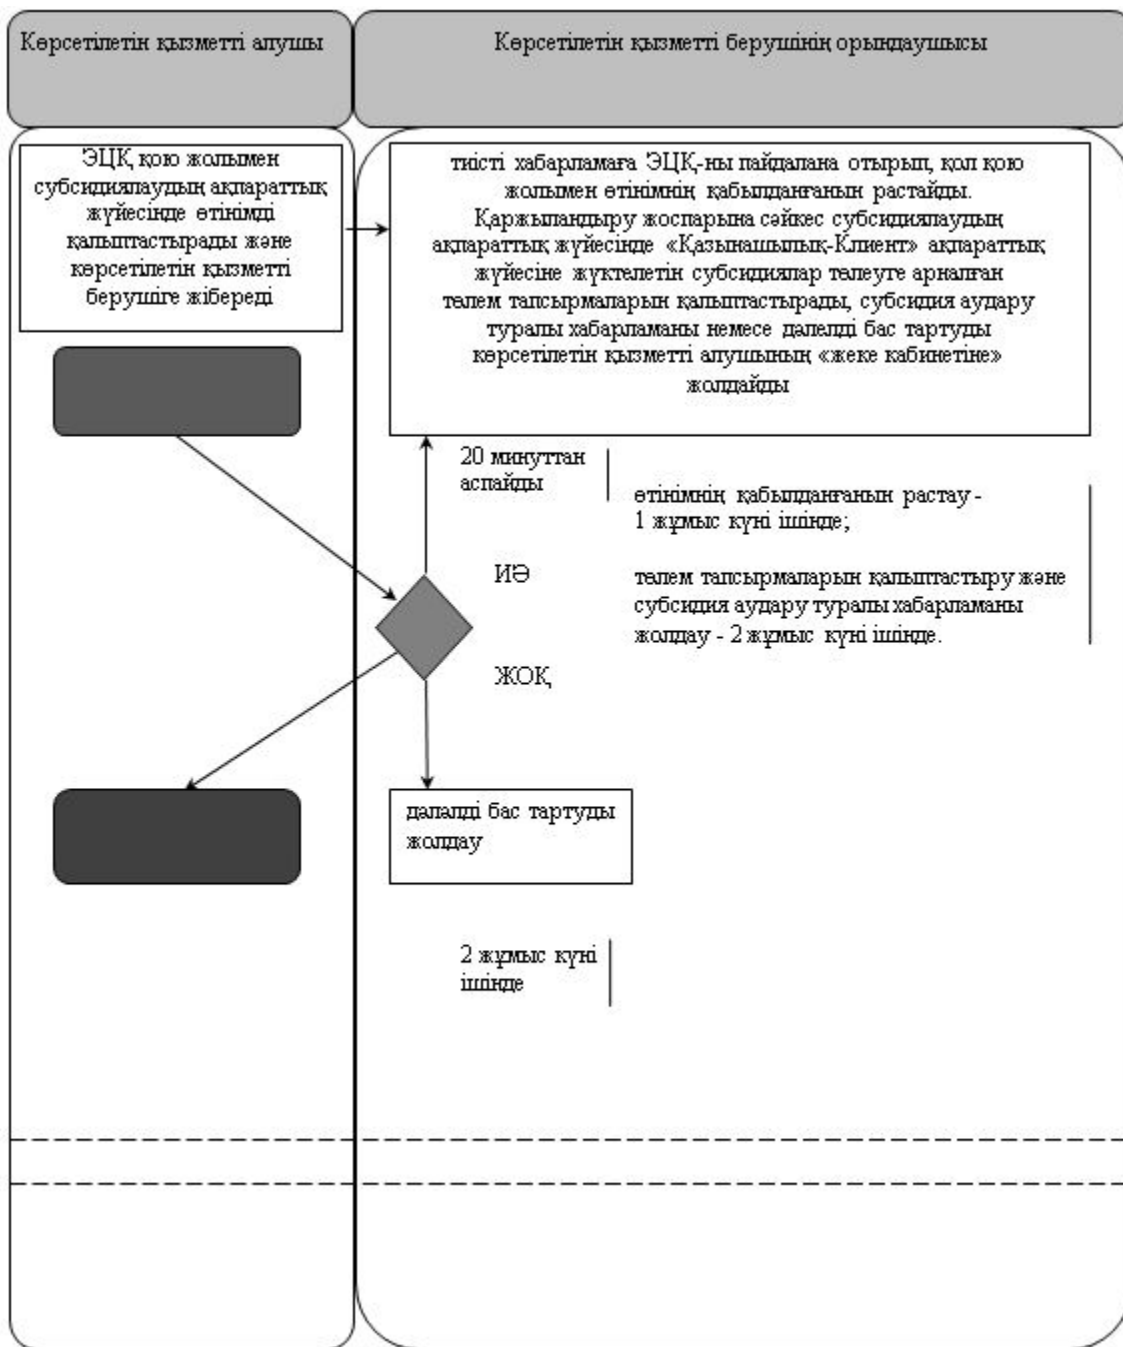 Көрсетілетін қызметті алушы
Көрсетілетін қызметті берушінің орындаушысы
ЭЦҚ қою жолымен
субсидиялаудың ақпараттық
жүйесінде өтінімді
қалыптастырады және
көрсетілетін қызметті
берушіге жібереді
тиісті хабарламаға ЭЦҚ-ны пайдалана отырып, қол қою
жолымен өтінімнің қабылданғанын растайды.
Қаржыландыру жоспарына сәйкес субсидиялаудың
ақпараттық жүйесінде «Қазынашылық-Клиент» ақпараттық
жүйесіне жүктелетін субсидиялар төлеуге арналған
төлем тапсырмаларын қалыптастырады, субсидия аудару
туралы хабарламаны немесе дәлелді бас тартуды
көрсетілетін қызметті алушының «жеке кабинетіне»
жолдайды
20 минуттан
аспайды
өтінімнің қабылданғанын растау -
1 жұмыс күні ішінде;
төлем тапсырмаларын қалыптастыру және
субсидия аудару туралы хабарламаны
жолдау - 2 жұмыс күні ішінде.
ИӘ
ЖОҚ
дәләлді бас тартуды
жолдау
2 жұмыс күні
ішінде